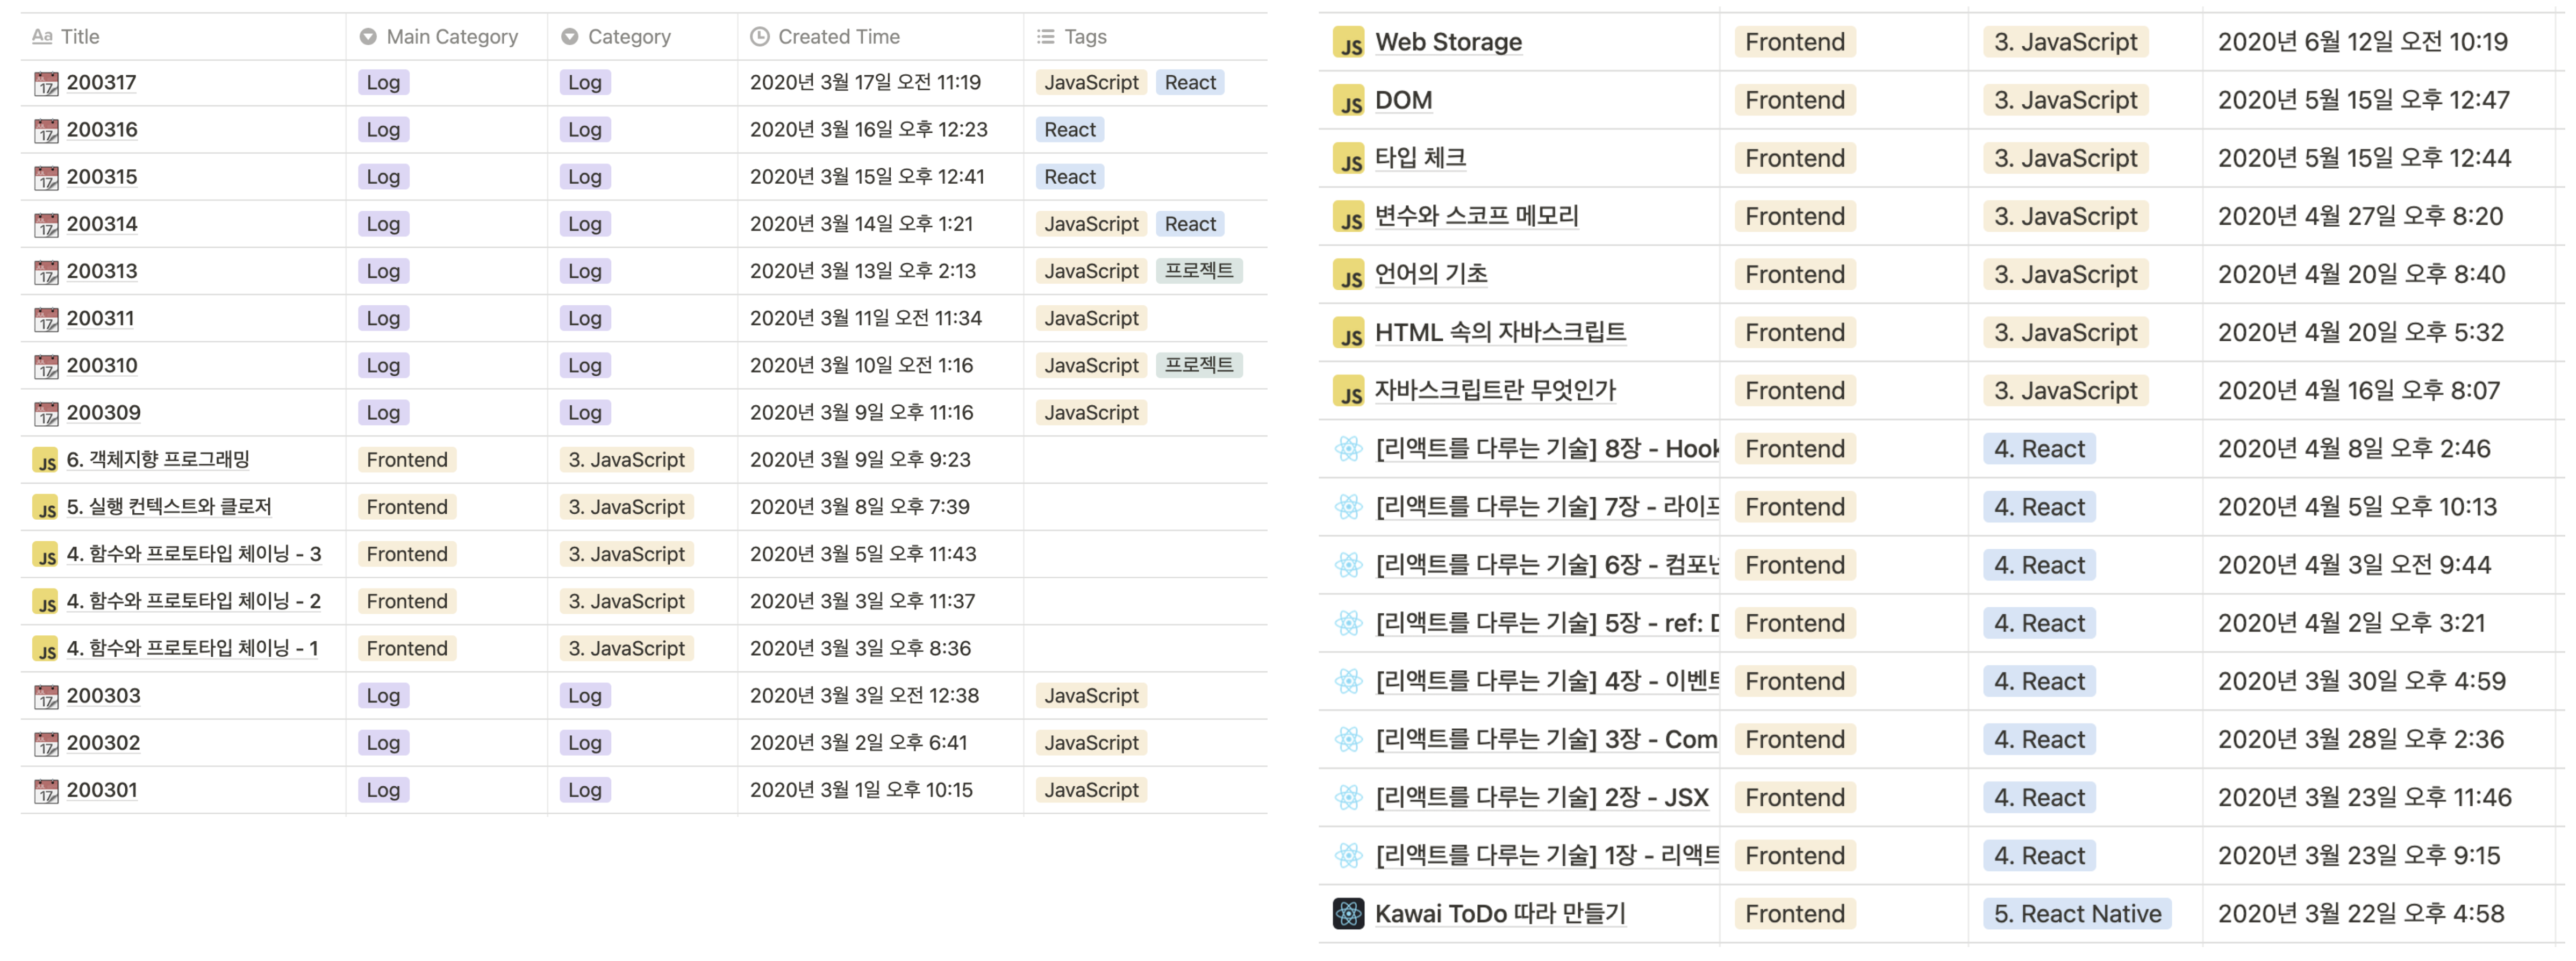 Aa Title Main Category Category Created Time Tags
200317 Log Log 2020년 3월 17일 오전 11:19 JavaScript React
200316 Log Log 2020년 3월 16일 오후 12:23 React
200315 Log Log 2020년 3월 15일 오후 12:41 React
200314 Log Log 2020년 3월 14일 오후 1:21 JavaScript React
200313 Log Log 2020년 3월 13일 오후 2:13 JavaScript 프로젝트
200311 Log Log 2020년 3월 11일 오전 11:34 JavaScript
200310 Log Log 2020년 3월 10일 오전 1:16 JavaScript 프로젝트
200309 Log Log 2020년 3월 9일 오후 11:16 JavaScript
JS 6. 객체지향 프로그래밍 Frontend 3. JavaScript 2020년 3월 9일 오후 9:23
JS 5. 실행 컨텍스트와 클로저 Frontend 3. JavaScript 2020년 3월 8일 오후 7:39
JS 4. 함수와 프로토타입 체이닝 - 3 Frontend 3. JavaScript 2020년 3월 5일 오후 11:43
JS 4. 함수와 프로토타입 체이닝 - 2 Frontend 3. JavaScript 2020년 3월 3일 오후 11:37
JS 4. 함수와 프로토타입 체이닝 - 1 Frontend 3. JavaScript 2020년 3월 3일 오후 8:36
200303 Log Log 2020년 3월 3일 오전 12:38 JavaScript
200302 Log Log 2020년 3월 2일 오후 6:41 JavaScript
200301 Log Log 2020년 3월 1일 오후 10:15 JavaScript
JS Web Storage Frontend 3. JavaScript 2020년 6월 12일 오전 10:19
JS DOM Frontend 3. JavaScript 2020년 5월 15일 오후 12:47
JS 타입 체크 Frontend 3. JavaScript 2020년 5월 15일 오후 12:44
JS 변수와 스코프 메모리 Frontend 3. JavaScript 2020년 4월 27일 오후 8:20
JS 언어의 기초 Frontend 3. JavaScript 2020년 4월 20일 오후 8:40
JS HTML 속의 자바스크립트 Frontend 3. JavaScript 2020년 4월 20일 오후 5:32
JS 자바스크립트란 무엇인가 Frontend 3. JavaScript 2020년 4월 16일 오후 8:07
[리액트를 다루는 기술] 8장 - Hook Frontend 4. React 2020년 4월 8일 오후 2:46
[리액트를 다루는 기술] 7장 - 라이프 Frontend 4. React 2020년 4월 5일 오후 10:13
[리액트를 다루는 기술] 6장 - 컴포넌 Frontend 4. React 2020년 4월 3일 오전 9:44
[리액트를 다루는 기술] 5장 - ref: Frontend 4. React 2020년 4월 2일 오후 3:21
[리액트를 다루는 기술] 4장 - 이벤트 Frontend 4. React 2020년 3월 30일 오후 4:59
[리액트를 다루는 기술] 3장 - Com Frontend 4. React 2020년 3월 28일 오후 2:36
[리액트를 다루는 기술] 2장 - JSX Frontend 4. React 2020년 3월 23일 오후 11:46
[리액트를 다루는 기술] 1장 - 리액트 Frontend 4. React 2020년 3월 23일 오후 9:15
Kawai ToDo 따라 만들기 Frontend 5. React Native 2020년 3월 22일 오후 4:58